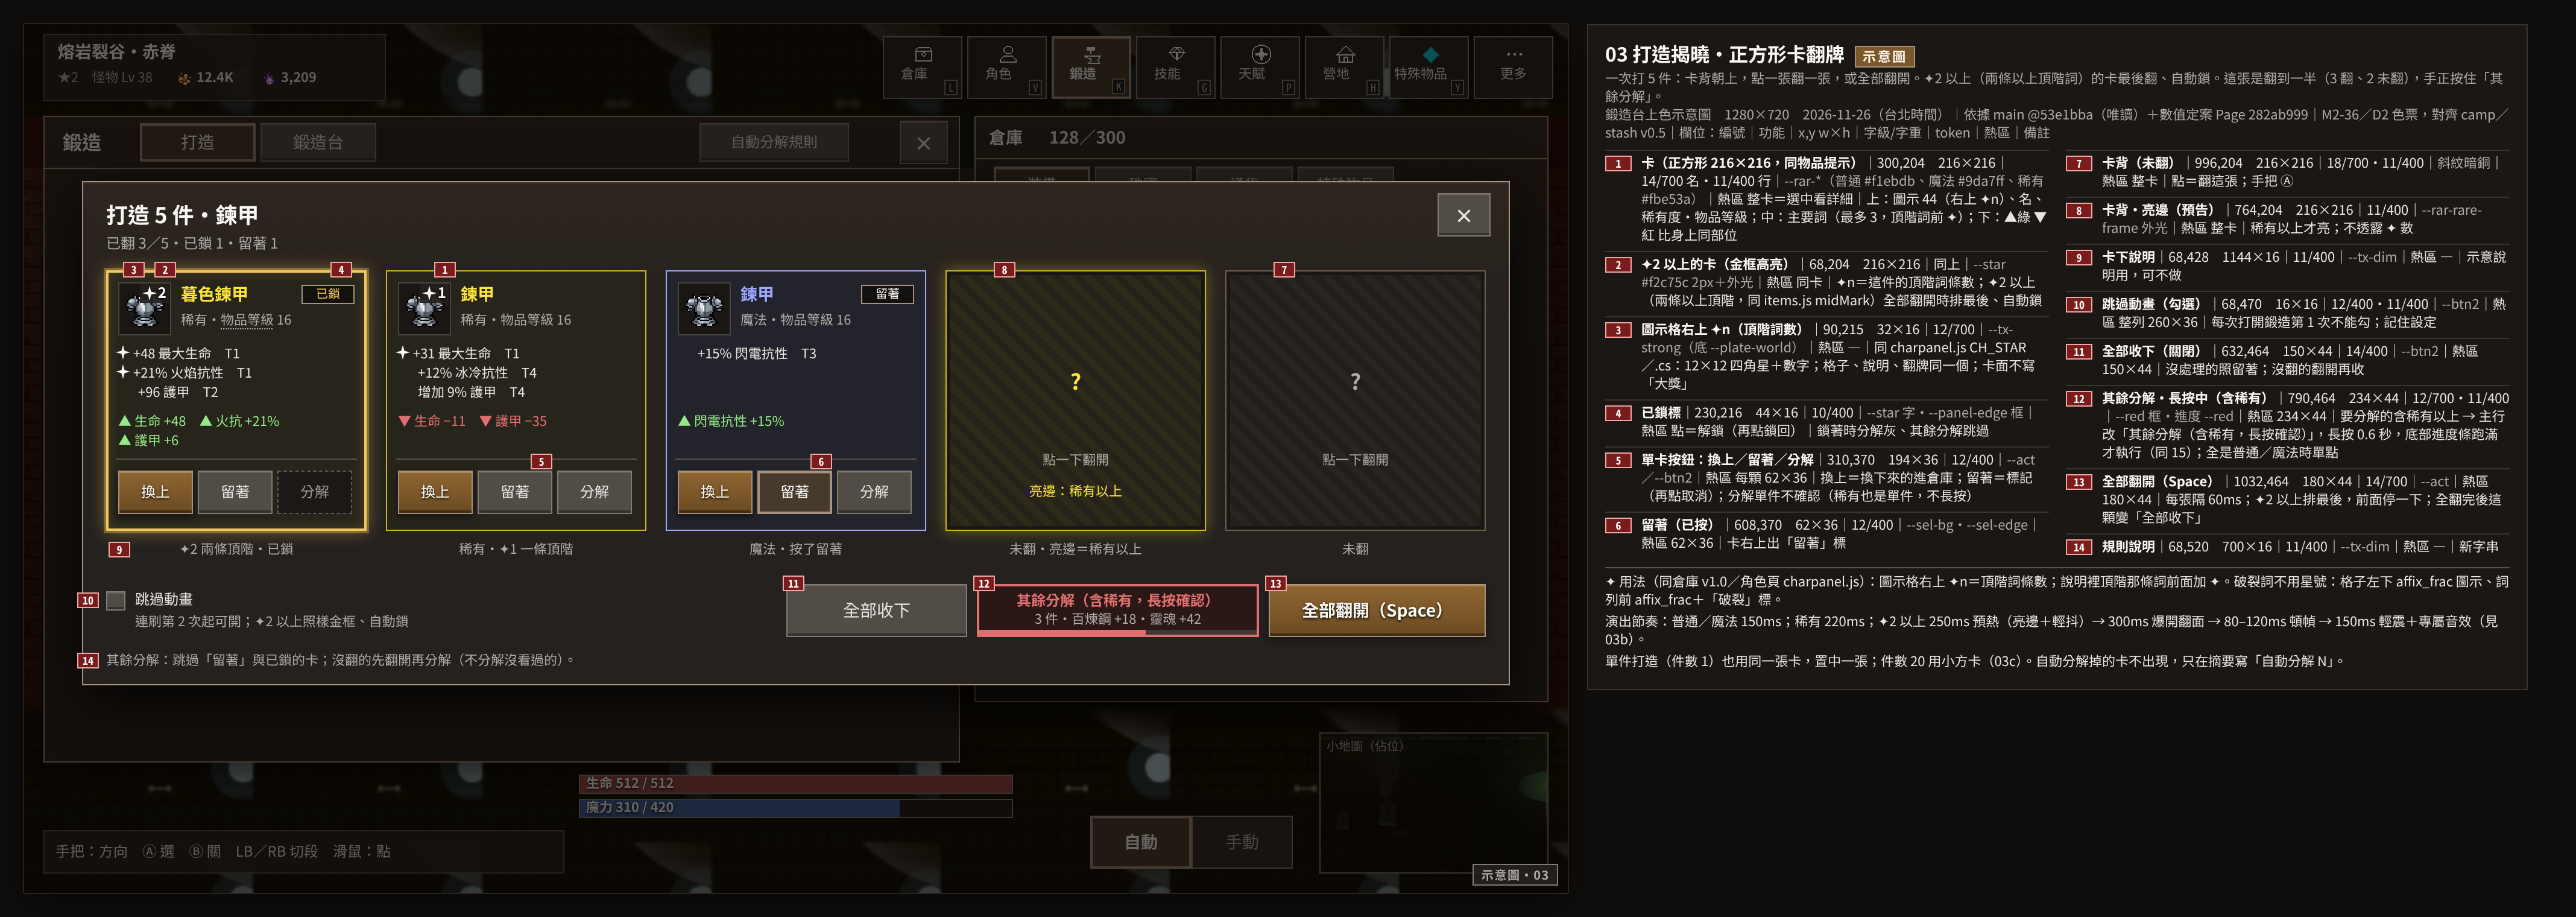 熔岩裂谷・赤脊
★2 怪物 Lv 38 12.4K 3,209
倉庫 L
角色 V
鍛造 K
技能 G
天賦 P
營地 H
特殊物品 Y
更多
鍛造 打造 鍛造台 自動分解規則 ×
倉庫 128／300
打造 5 件・鍊甲
×
已翻 3／5・已鎖 1・留著 1
3 2 4
✦2 暮色鍊甲 已鎖
稀有・物品等級 16
✦ +48 最大生命 T1
✦ +21% 火焰抗性 T1
+96 護甲 T2
▲ 生命 +48 ▲ 火抗 +21%
▲ 護甲 +6
換上 留著 分解
1
✦1 鍊甲
稀有・物品等級 16
✦ +31 最大生命 T1
+12% 冰冷抗性 T4
增加 9% 護甲 T4
▼ 生命 −11 ▼ 護甲 −35
5
換上 留著 分解
鍊甲 留著
魔法・物品等級 16
+15% 閃電抗性 T3
▲ 閃電抗性 +15%
6
換上 留著 分解
8
?
點一下翻開
亮邊：稀有以上
7
?
點一下翻開
9 ✦2 兩條頂階・已鎖
稀有・✦1 一條頂階
魔法・按了留著
未翻・亮邊＝稀有以上
未翻
10 跳過動畫
連刷第 2 次起可開；✦2 以上照樣金框、自動鎖
11 全部收下
12 其餘分解（含稀有，長按確認）
3 件・百煉銅 +18・靈魂 +42
13 全部翻開（Space）
14 其餘分解：跳過「留著」與已鎖的卡；沒翻的先翻開再分解（不分解沒看過的）。
生命 512 / 512
魔力 310 / 420
手把：方向 Ⓐ 選 Ⓑ 關 LB／RB 切段 滑鼠：點
自動 手動
小地圖（佔位）
示意圖・03
03 打造揭曉・正方形卡翻牌 示意圖
一次打 5 件：卡背朝上，點一張翻一張，或全部翻開。✦2 以上（兩條以上頂階詞）的卡最後翻、自動鎖。這張是翻到一半（3 翻、2 未翻），手正按住「其
餘分解」。
鍛造台上色示意圖 1280×720 2026-11-26（台北時間）｜依據 main @53e1bba（唯讀）＋數值定案 Page 282ab999｜M2-36／D2 色票，對齊 camp／
stash v0.5｜欄位：編號｜功能｜x,y w×h｜字級/字重｜token｜熱區｜備註
1 卡（正方形 216×216，同物品提示）｜300,204 216×216｜
14/700 名・11/400 行｜--rar-*（普通 #f1ebdb、魔法 #9da7ff、稀有
#fbe53a）｜熱區 整卡＝選中看詳細｜上：圖示 44（右上 ✦n）、名、
稀有度・物品等級；中：主要詞（最多 3，頂階詞前 ✦）；下：▲綠 ▼
紅 比身上同部位
2 ✦2 以上的卡（金框高亮）｜68,204 216×216｜同上｜--star
#f2c75c 2px＋外光｜熱區 同卡｜✦n＝這件的頂階詞條數；✦2 以上
（兩條以上頂階，同 items.js midMark）全部翻開時排最後、自動鎖
3 圖示格右上 ✦n（頂階詞數）｜90,215 32×16｜12/700｜--tx-
strong（底 --plate-world）｜熱區 —｜同 charpanel.js CH_STAR
／.cs：12×12 四角星＋數字；格子、說明、翻牌同一個；卡面不寫
「大獎」
4 已鎖標｜230,216 44×16｜10/400｜--star 字・--panel-edge 框｜
熱區 點＝解鎖（再點鎖回）｜鎖著時分解灰、其餘分解跳過
5 單卡按鈕：換上／留著／分解｜310,370 194×36｜12/400｜--act
／--btn2｜熱區 每顆 62×36｜換上＝換下來的進倉庫；留著＝標記
（再點取消）；分解單件不確認（稀有也是單件，不長按）
6 留著（已按）｜608,370 62×36｜12/400｜--sel-bg・--sel-edge｜
熱區 62×36｜卡右上出「留著」標
7 卡背（未翻）｜996,204 216×216｜18/700・11/400｜斜紋暗銅｜
熱區 整卡｜點＝翻這張；手把 Ⓐ
8 卡背・亮邊（預告）｜764,204 216×216｜11/400｜--rar-rare-
frame 外光｜熱區 整卡｜稀有以上才亮；不透露 ✦ 數
9 卡下說明｜68,428 1144×16｜11/400｜--tx-dim｜熱區 —｜示意說
明用，可不做
10 跳過動畫（勾選）｜68,470 16×16｜12/400・11/400｜--btn2｜熱
區 整列 260×36｜每次打開鍛造第 1 次不能勾；記住設定
11 全部收下（關閉）｜632,464 150×44｜14/400｜--btn2｜熱區
150×44｜沒處理的照留著；沒翻的翻開再收
12 其餘分解・長按中（含稀有）｜790,464 234×44｜12/700・11/400
｜--red 框・進度 --red｜熱區 234×44｜要分解的含稀有以上 → 主行
改「其餘分解（含稀有，長按確認）」，長按 0.6 秒，底部進度條跑滿
才執行（同 15）；全是普通／魔法時單點
13 全部翻開（Space）｜1032,464 180×44｜14/700｜--act｜熱區
180×44｜每張隔 60ms；✦2 以上排最後，前面停一下；全翻完後這
顆變「全部收下」
14 規則說明｜68,520 700×16｜11/400｜--tx-dim｜熱區 —｜新字串
✦ 用法（同倉庫 v1.0／角色頁 charpanel.js）：圖示格右上 ✦n＝頂階詞條數；說明裡頂階那條詞前面加 ✦。破裂詞不用星號：格子左下 affix_frac 圖示、詞
列前 affix_frac＋「破裂」標。
演出節奏：普通／魔法 150ms；稀有 220ms；✦2 以上 250ms 預熱（亮邊＋輕抖）→ 300ms 爆開翻面 → 80–120ms 頓幀 → 150ms 輕震＋專屬音效（見
03b）。
單件打造（件數 1）也用同一張卡，置中一張；件數 20 用小方卡（03c）。自動分解掉的卡不出現，只在摘要寫「自動分解 N」。